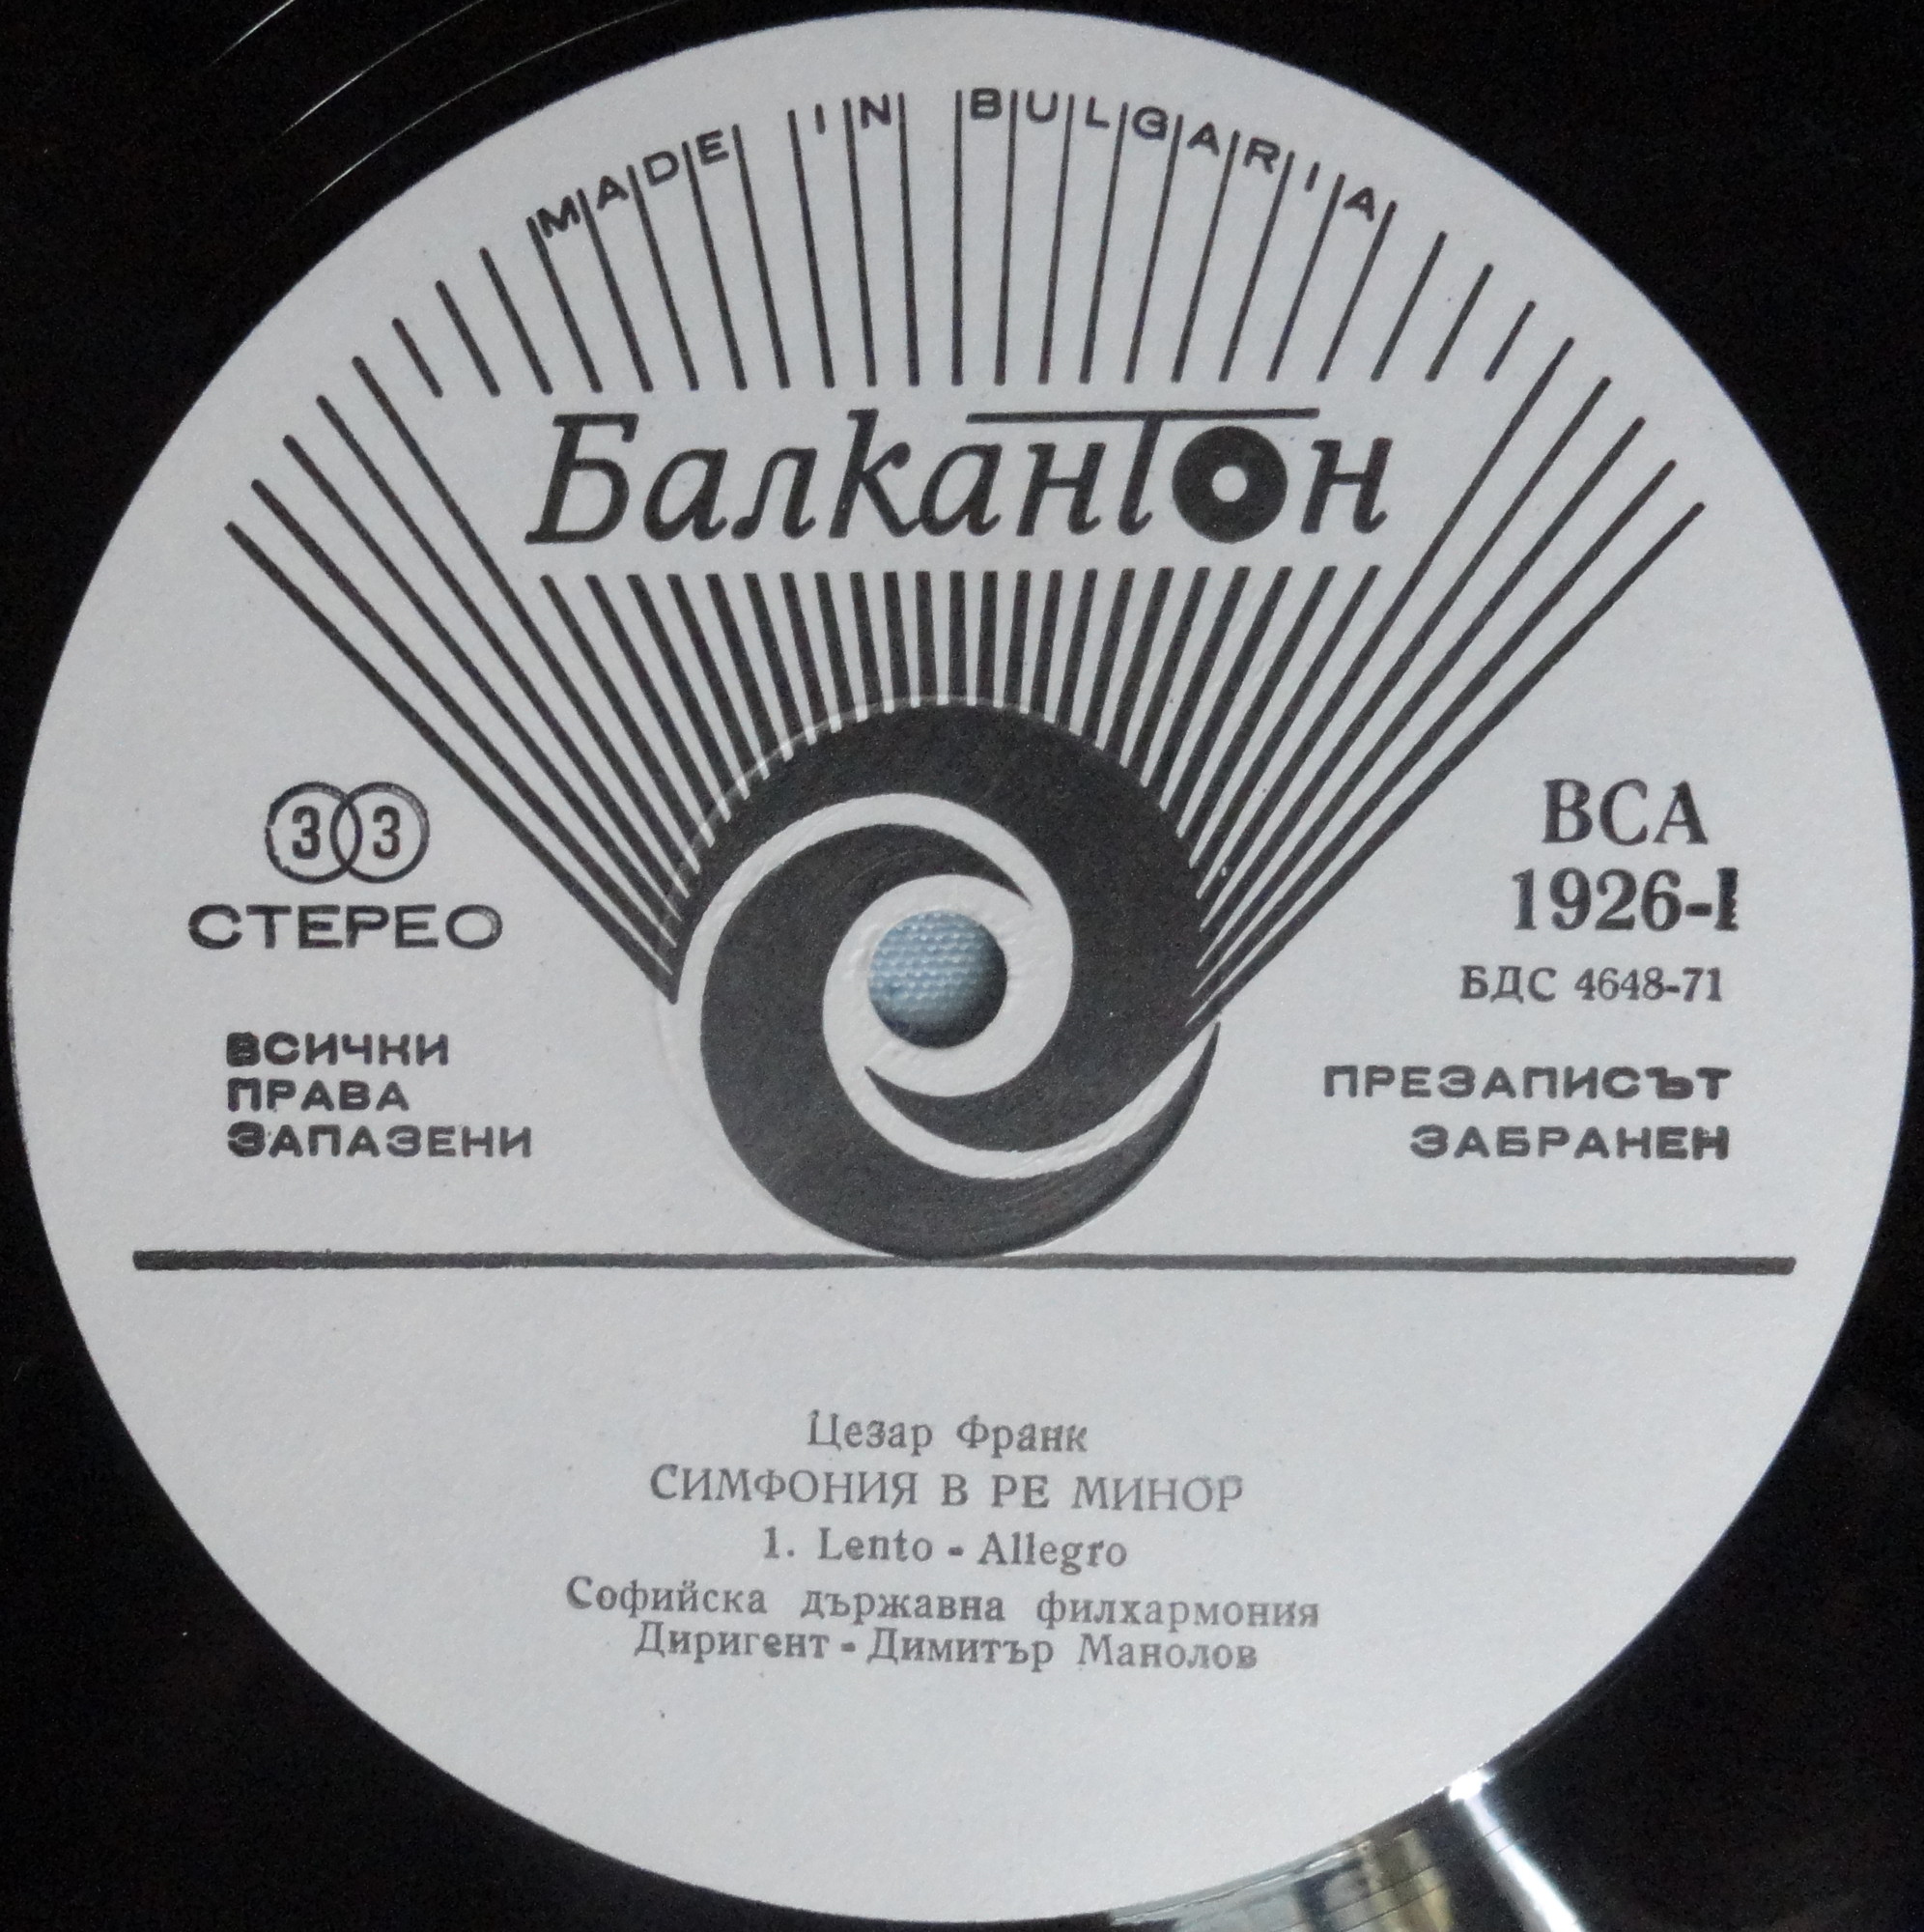 MADE IN BULGARIA
Балкантон
33
СТЕРЕО
ВСИЧКИ
ПРАВА
ЗАПАЗЕНИ
ВСА
1926-I
БДС 4648-71
ПРЕЗАПИСЪТ
ЗАБРАНЕН
Цезар Франк
СИМФОНИЯ В РЕ МИНОР
1. Lento - Allegro
Софийска държавна филхармония
Диригент - Димитър Манолов